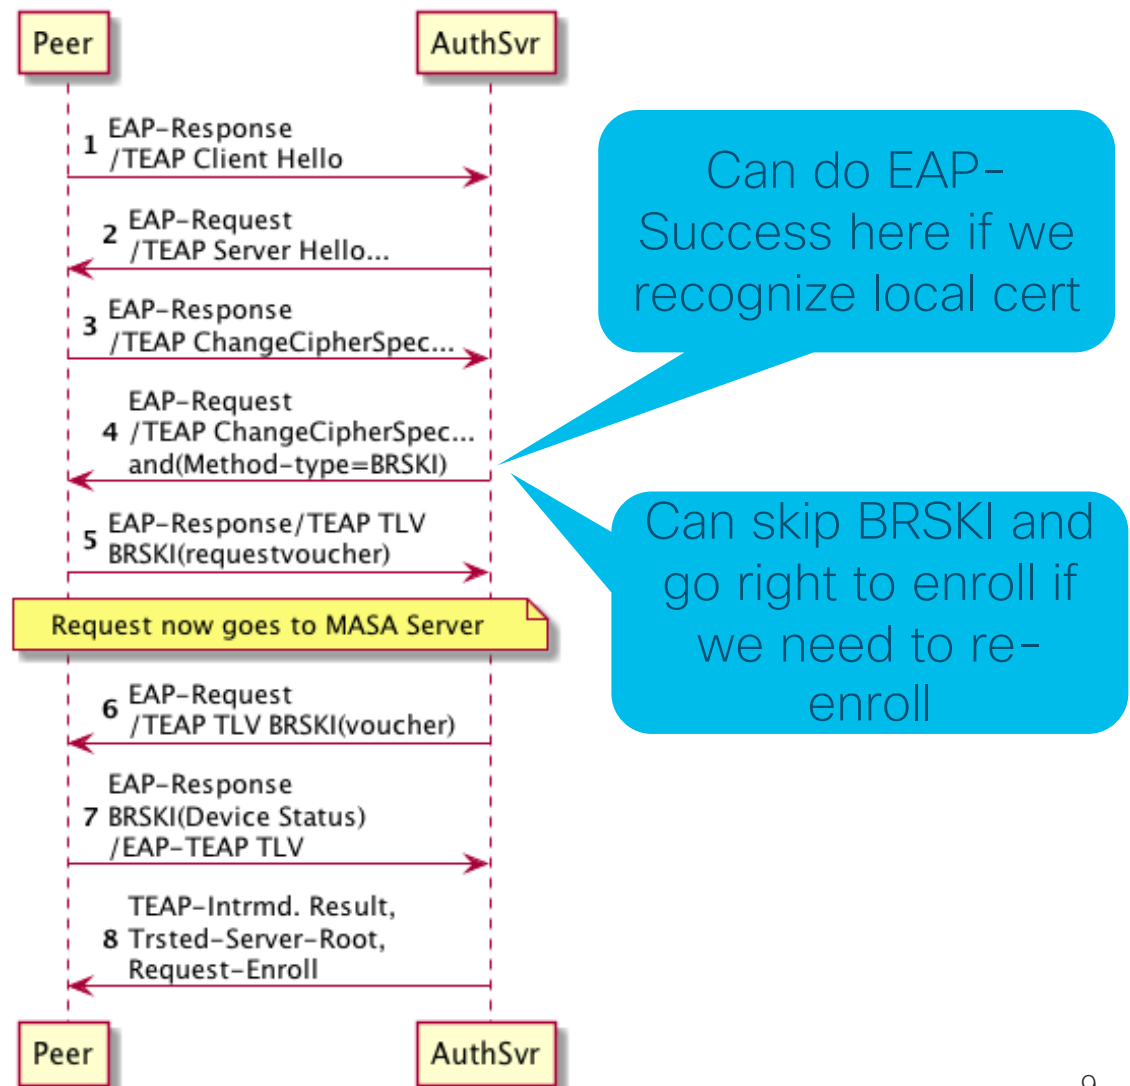 Peer
AuthSvr
1 EAP-Response
/TEAP Client Hello
2 EAP-Request
/TEAP Server Hello...
3 EAP-Response
/TEAP ChangeCipherSpec...
EAP-Request
4 /TEAP ChangeCipherSpec...
and(Method-type=BRSKI)
5 EAP-Response/TEAP TLV
BRSKI(requestvoucher)
Request now goes to MASA Server
6 EAP-Request
/TEAP TLV BRSKI(voucher)
EAP-Response
7 BRSKI(Device Status)
/EAP-TEAP TLV
TEAP-Intrmd. Result,
8 Trsted-Server-Root,
Request-Enroll
Peer
AuthSvr
Can do EAP-
Success here if we
recognize local cert
Can skip BRSKI and
go right to enroll if
we need to re-
enroll
9